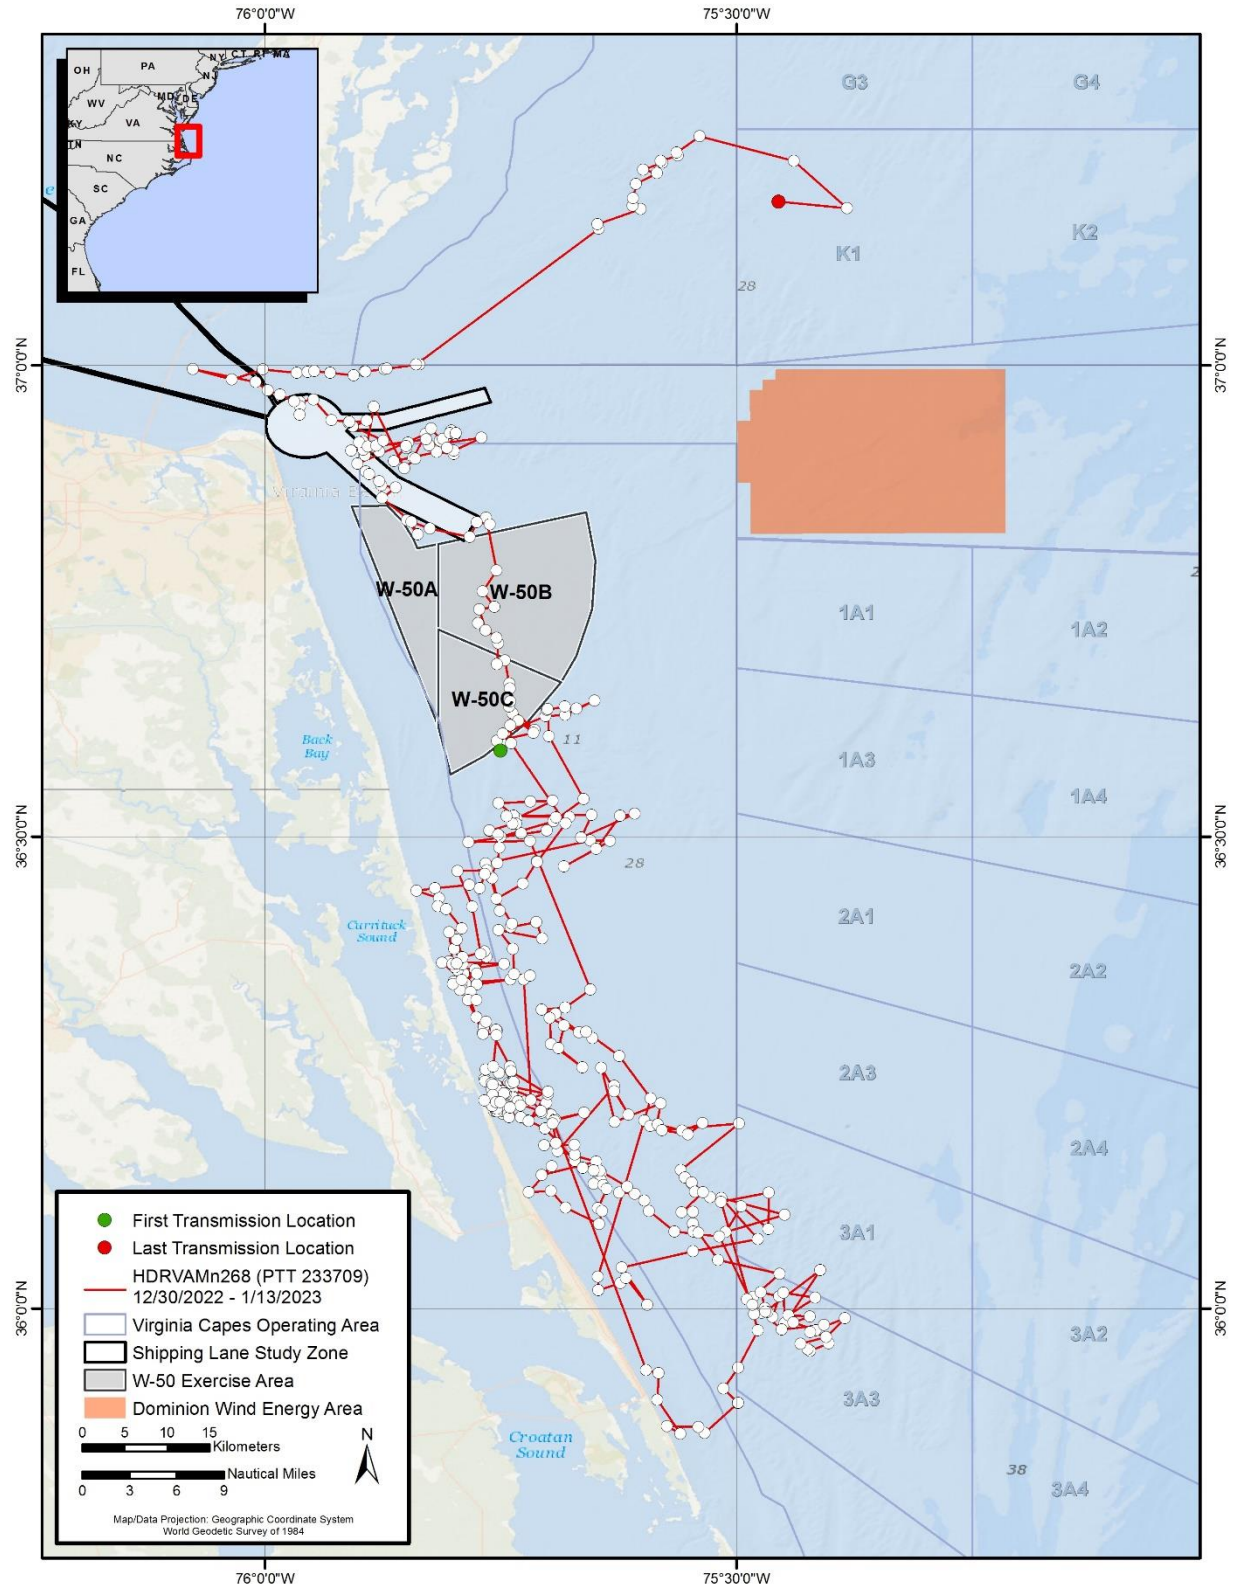 76°0'0"W
75°30'0"W
OH
PA
NY
CT
RI
MA
NJ
MD
DE
WV
VA
KY
TN
NC
SC
GA
FL
G3
G4
K1
K2
28
37°0'0"N
37°0'0"N
W-50A
W-50B
W-50C
1A1
1A2
Back
Bay
11
1A3
1A4
36°30'0"N
36°30'0"N
28
Currituck
Sound
2A1
2A2
2A3
2A4
3A1
36°0'0"N
36°0'0"N
3A2
3A3
Croatan
Sound
38
3A4
First Transmission Location
Last Transmission Location
HDRVAMn268 (PTT 233709)
12/30/2022 - 1/13/2023
Virginia Capes Operating Area
Shipping Lane Study Zone
W-50 Exercise Area
Dominion Wind Energy Area
0 5 10 15
Kilometers
N
Nautical Miles
0 3 6 9
Map/Data Projection: Geographic Coordinate System
World Geodetic Survey of 1984
76°0'0"W
75°30'0"W